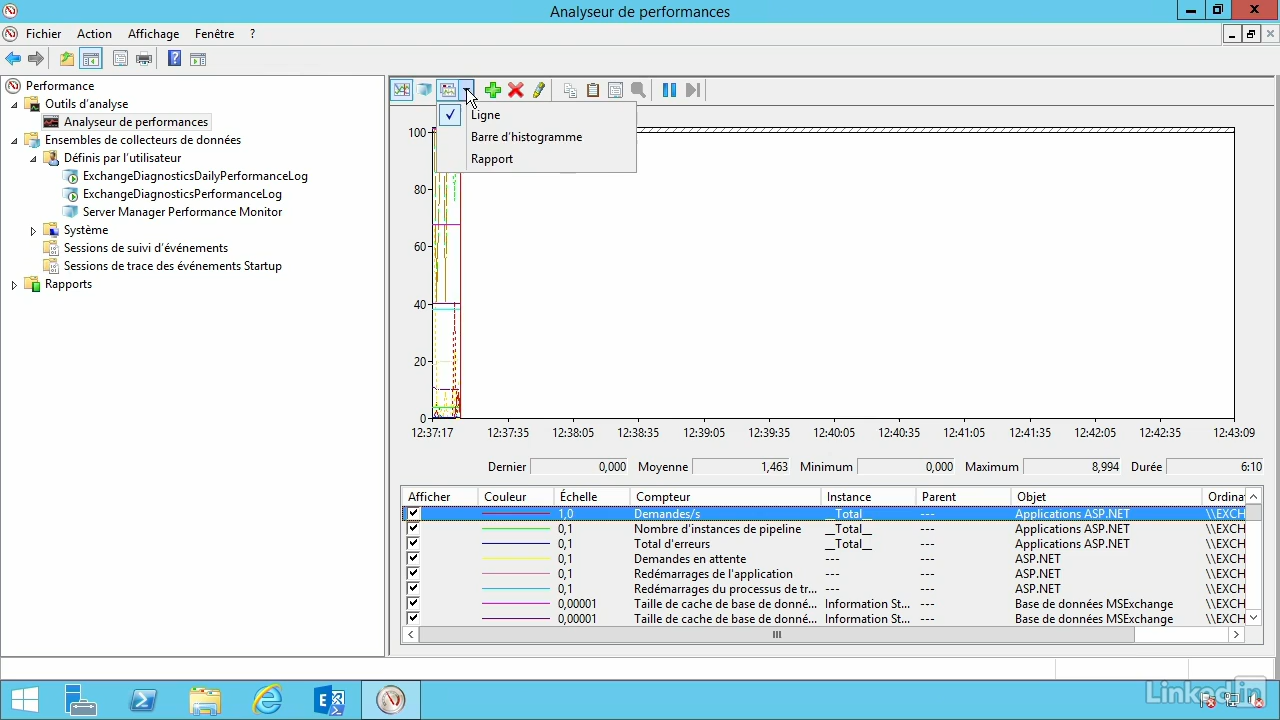 Analyseur de performances
Fichier Action Affichage Fenêtre ?
Performance
Outils d'analyse
Analyseur de performances
Ensembles de collecteurs de données
Définis par l'utilisateur
ExchangeDiagnosticsDailyPerformanceLog
ExchangeDiagnosticsPerformanceLog
Server Manager Performance Monitor
Système
Sessions de suivi d'événements
Sessions de trace des événements Startup
Rapports
Ligne
Barre d'histogramme
Rapport
100
80
60
40
20
0
12:37:17 12:37:35 12:38:05 12:38:35 12:39:05 12:39:35 12:40:05 12:40:35 12:41:05 12:41:35 12:42:05 12:42:35 12:43:09
Dernier 0,000 Moyenne 1,463 Minimum 0,000 Maximum 8,994 Durée 6:10
Afficher Couleur Échelle Compteur Instance Parent Objet Ordina
1,0 Demandes/s __Total__ --- Applications ASP.NET \\EXCH
0,1 Nombre d'instances de pipeline __Total__ --- Applications ASP.NET \\EXCH
0,1 Total d'erreurs __Total__ --- Applications ASP.NET \\EXCH
0,1 Demandes en attente --- --- ASP.NET \\EXCH
0,1 Redémarrages de l'application --- --- ASP.NET \\EXCH
0,1 Redémarrages du processus de tr... --- --- ASP.NET \\EXCH
0,00001 Taille de cache de base de donné... Information St... --- Base de données MSExchange \\EXCH
0,00001 Taille de cache de base de donné... Information St... --- Base de données MSExchange \\EXCH
Linked in